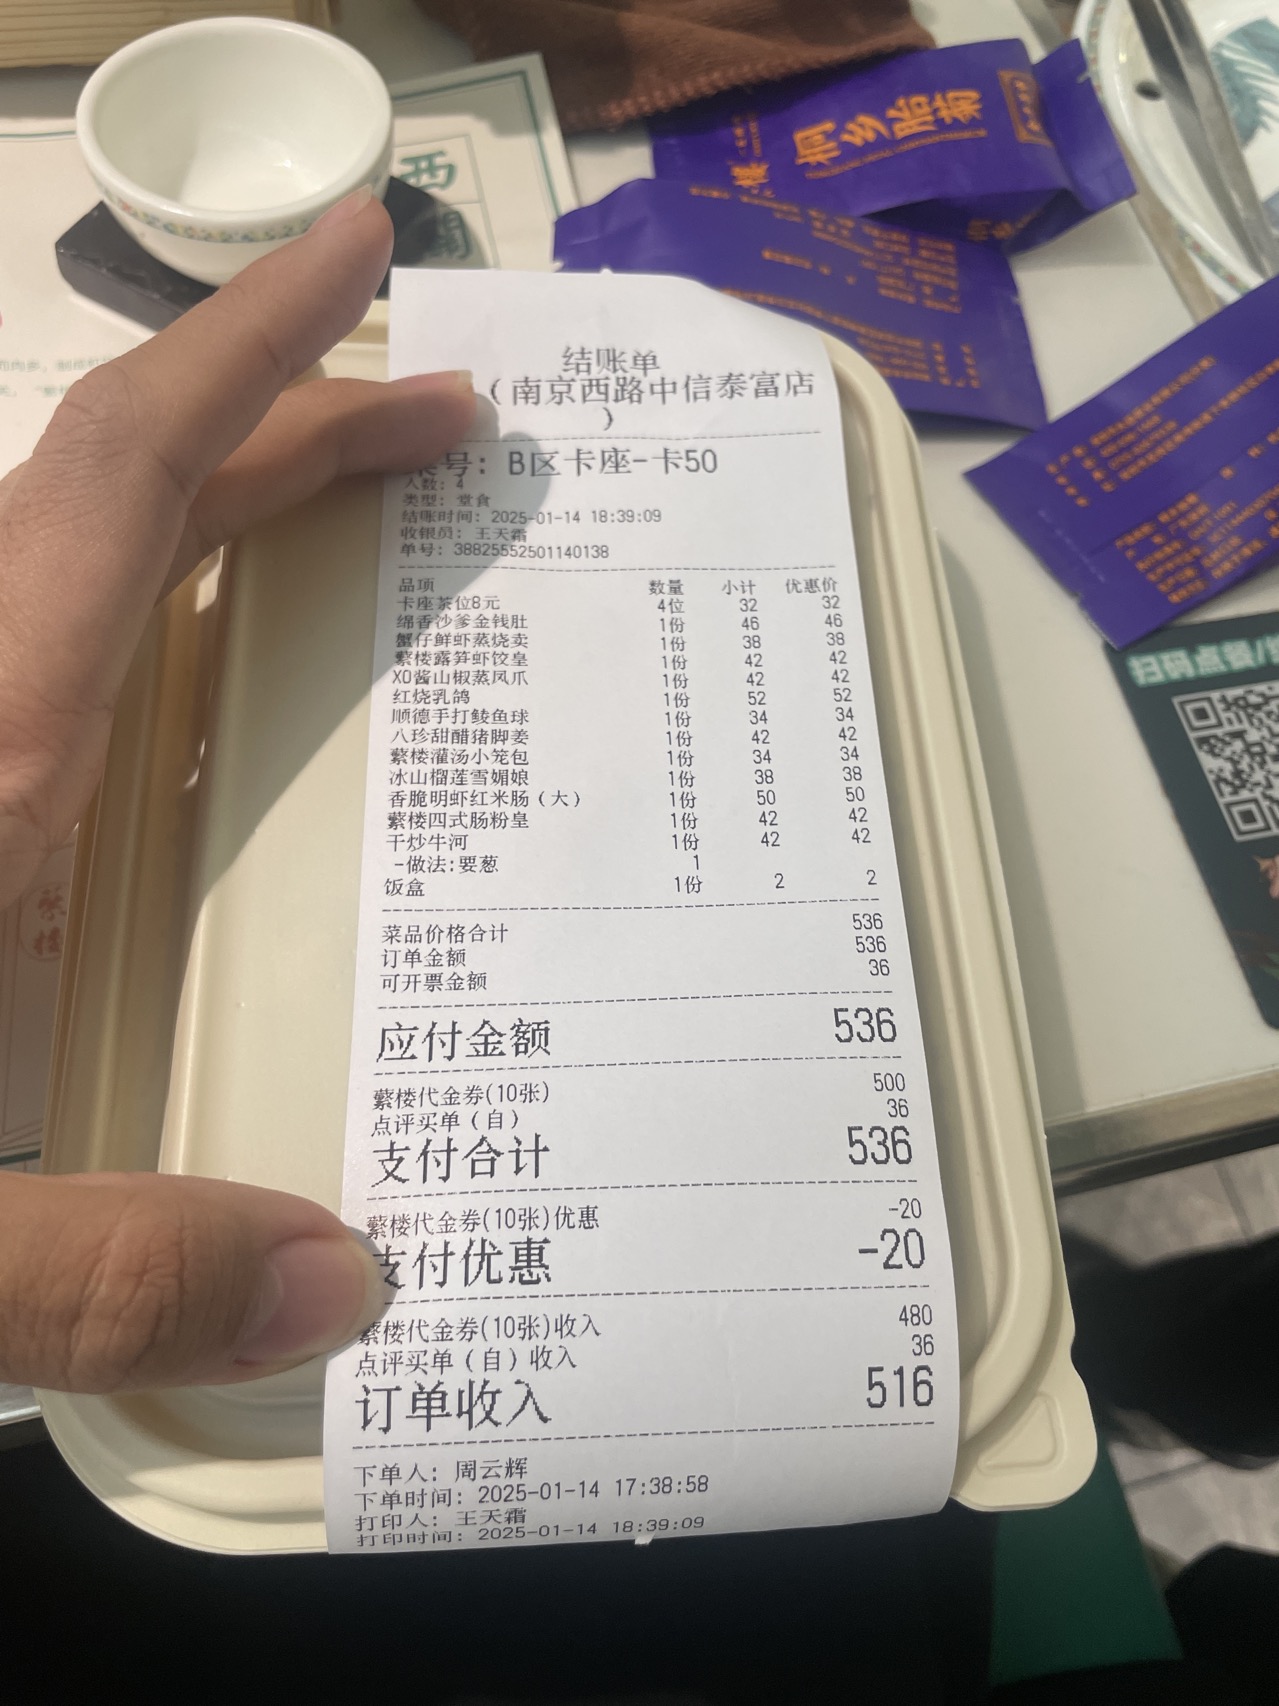 西
關
桐乡胎菊
扫码点餐/
结账单
(南京西路中信泰富店
)
号: B区卡座-卡50
人数: 4
类型: 堂食
结账时间: 2025-01-14 18:39:09
收银员: 王天霜
单号: 38825552501140138
品项 数量 小计 优惠价
卡座茶位8元 4位 32 32
绵香沙爹金钱肚 1份 46 46
蟹仔鲜虾蒸烧卖 1份 38 38
蘩楼露笋虾饺皇 1份 42 42
XO酱山椒蒸凤爪 1份 42 42
红烧乳鸽 1份 52 52
顺德手打鲮鱼球 1份 34 34
八珍甜醋猪脚姜 1份 42 42
蘩楼灌汤小笼包 1份 34 34
冰山榴莲雪媚娘 1份 38 38
香脆明虾红米肠(大) 1份 50 50
蘩楼四式肠粉皇 1份 42 42
干炒牛河 1份 42 42
-做法:要葱 1
饭盒 1份 2 2
菜品价格合计 536
订单金额 536
可开票金额 36
应付金额 536
蘩楼代金券(10张) 500
点评买单(自) 36
支付合计 536
蘩楼代金券(10张)优惠 -20
支付优惠 -20
蘩楼代金券(10张)收入 480
点评买单(自)收入 36
订单收入 516
下单人: 周云辉
下单时间: 2025-01-14 17:38:58
打印人: 王天霜
打印时间: 2025-01-14 18:39:09